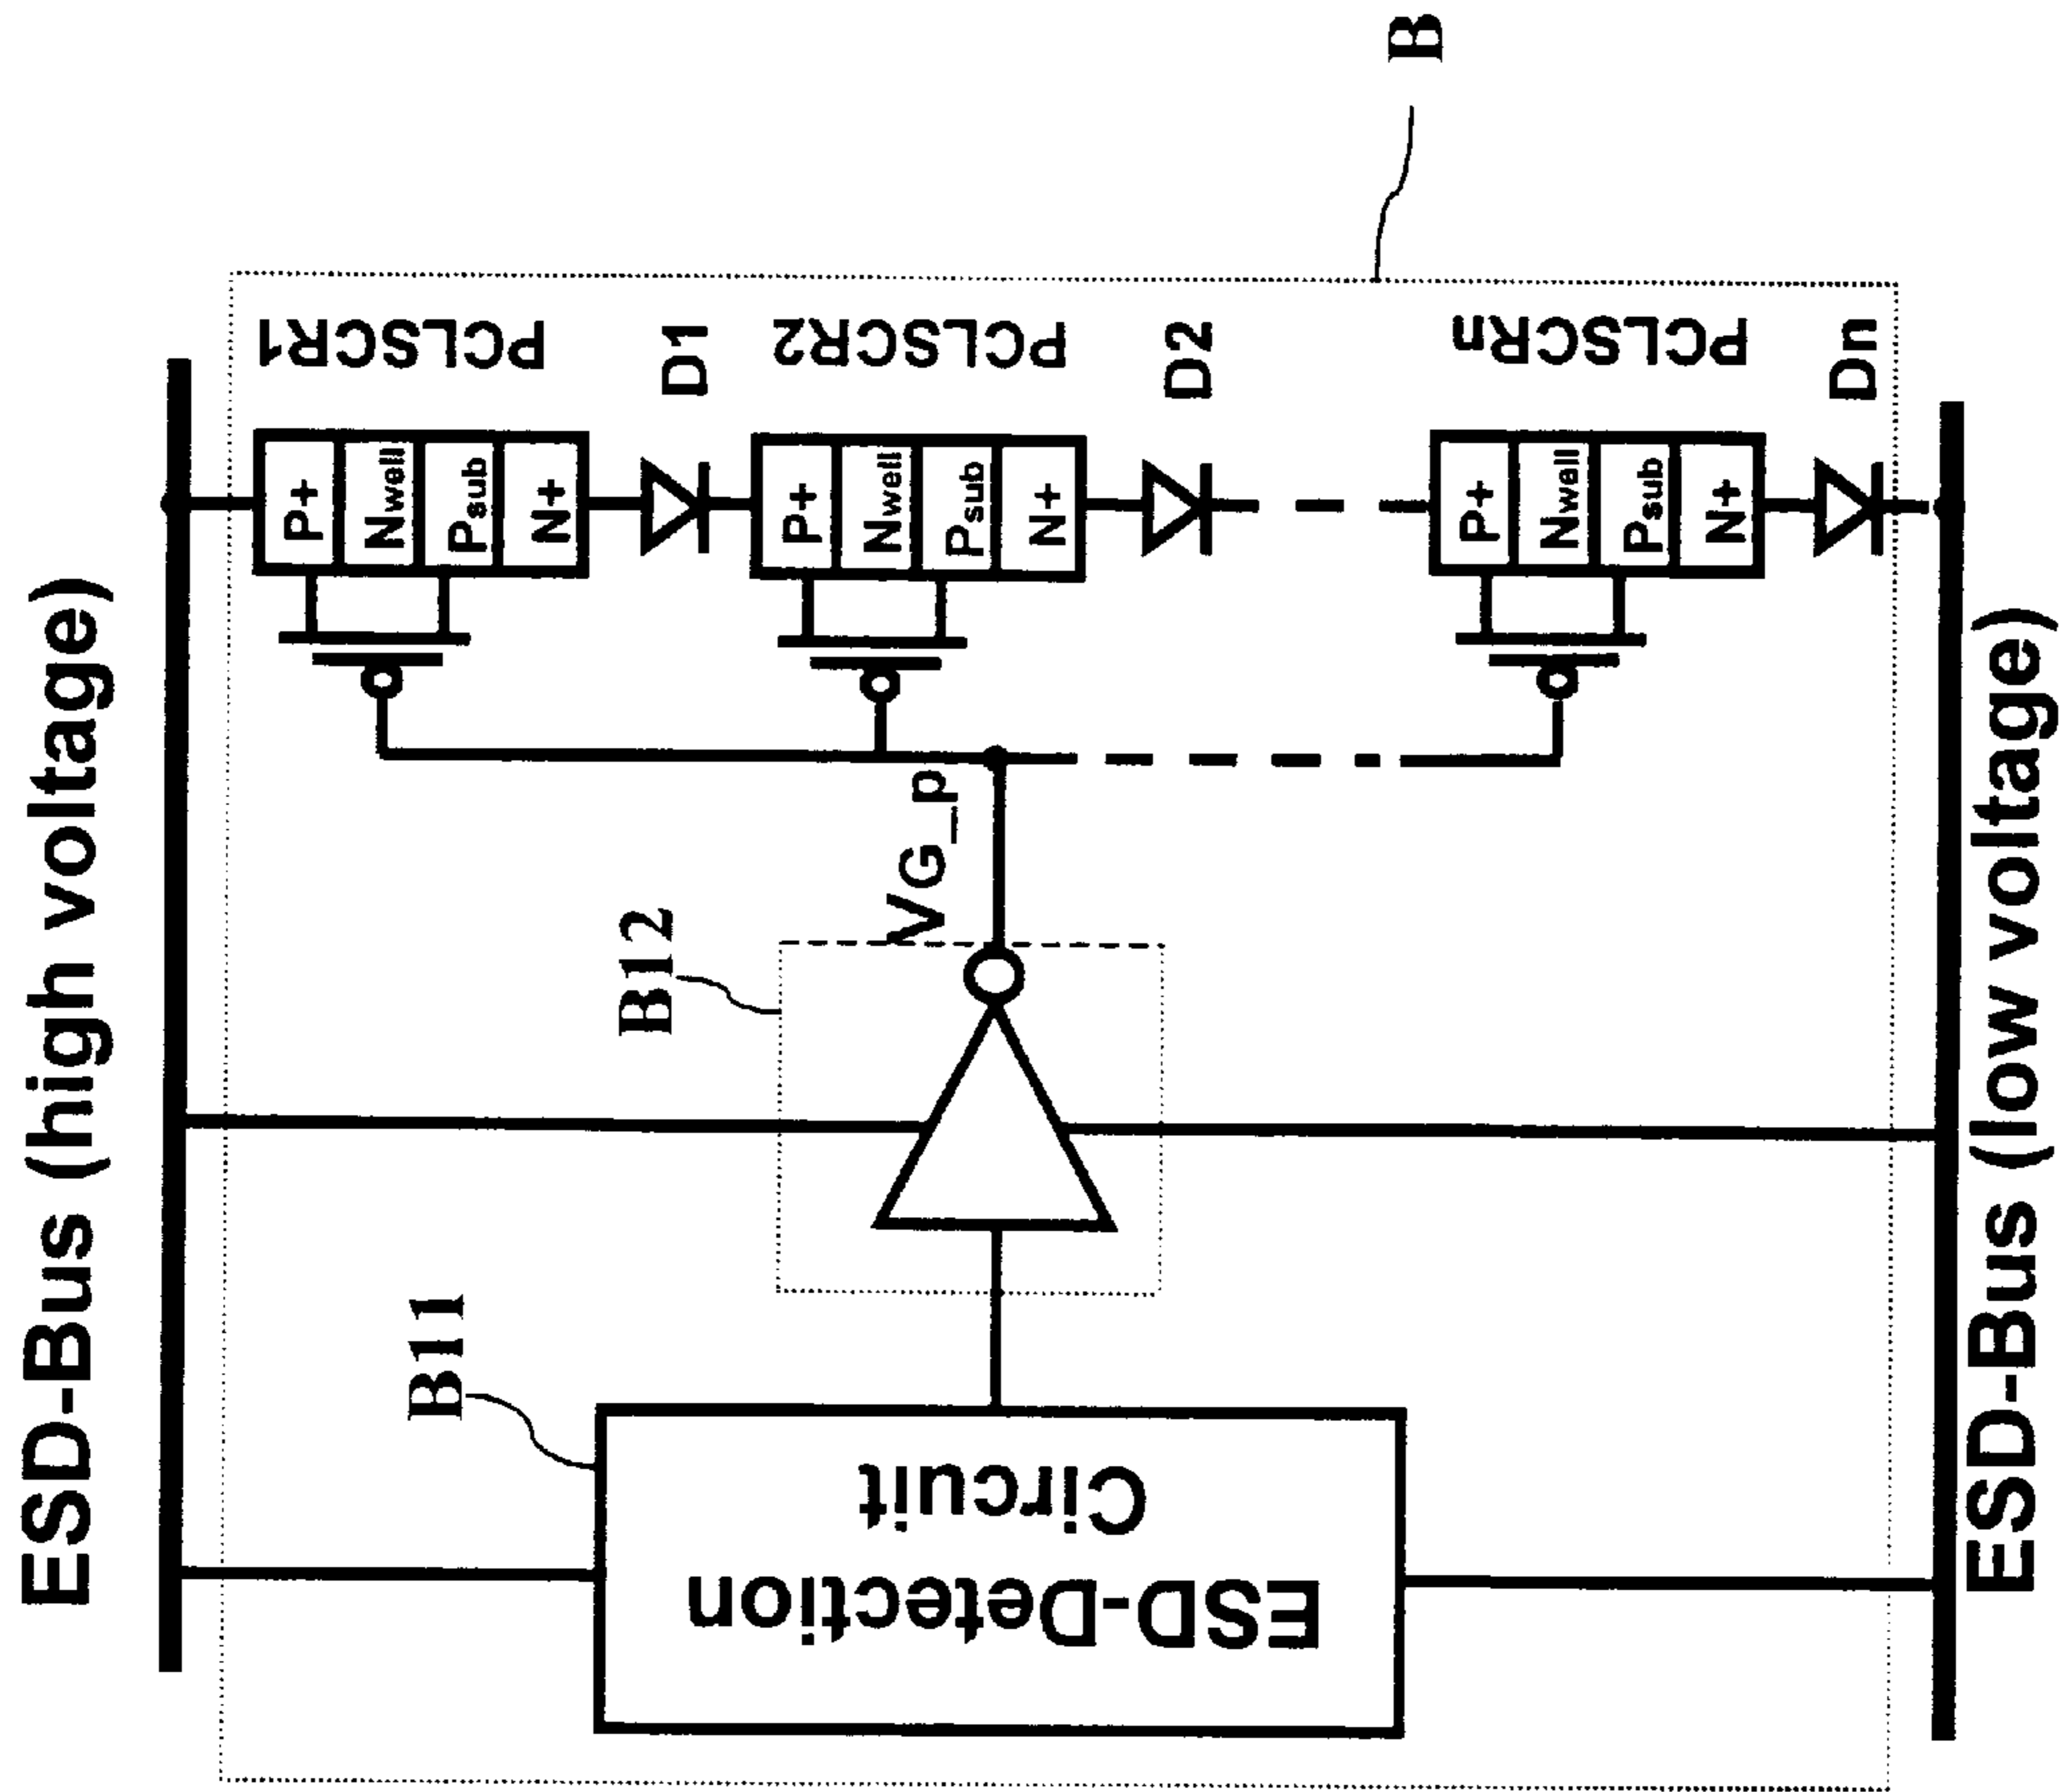 ESD-Bus (high voltage)
B
PCLSCR1
P+
Nwell
Psub
N+
D1
PCLSCR2
P+
Nwell
Psub
N+
D2
PCLSCRn
P+
Nwell
Psub
N+
Dn
VG_p
B12
B11
ESD-Detection
Circuit
ESD-Bus (low voltage)